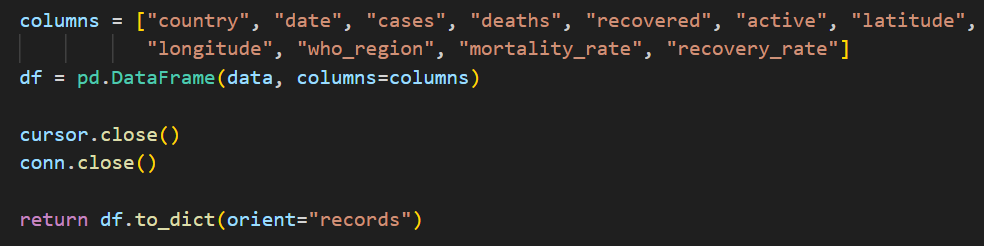 columns = ["country", "date", "cases", "deaths", "recovered", "active", "latitude",
"longitude", "who_region", "mortality_rate", "recovery_rate"]
df = pd.DataFrame(data, columns=columns)
cursor.close()
conn.close()
return df.to_dict(orient="records")